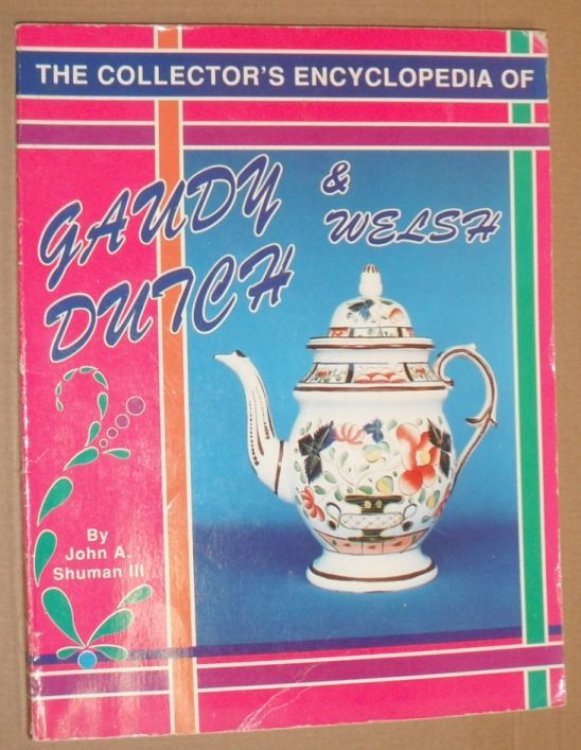 THE COLLECTOR'S ENCYCLOPEDIA OF
GAUDY &
DUTCH WELSH
By
John A.
Shuman III